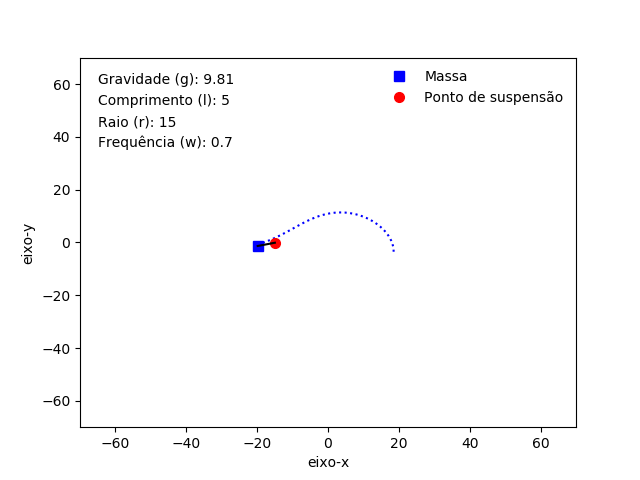 Gravidade (g): 9.81
Comprimento (l): 5
Raio (r): 15
Frequência (w): 0.7
Massa
Ponto de suspensão
60
40
20
0
−20
−40
−60
eixo-y
−60
−40
−20
0
20
40
60
eixo-x